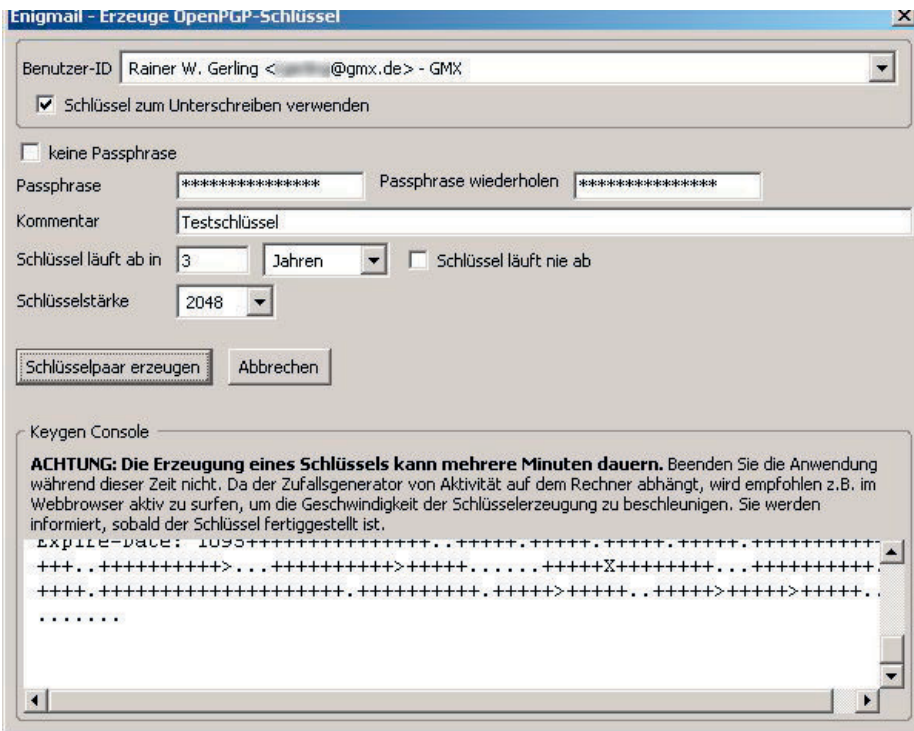 Enigmail - Erzeuge OpenPGP-Schlüssel
Benutzer-ID Rainer W. Gerling < @gmx.de> - GMX
Schlüssel zum Unterschreiben verwenden
keine Passphrase
Passphrase *************** Passphrase wiederholen ***************
Kommentar Testschlüssel
Schlüssel läuft ab in 3 Jahren Schlüssel läuft nie ab
Schlüsselstärke 2048
Schlüsselpaar erzeugen Abbrechen
Keygen Console
ACHTUNG: Die Erzeugung eines Schlüssels kann mehrere Minuten dauern. Beenden Sie die Anwendung
während dieser Zeit nicht. Da der Zufallsgenerator von Aktivität auf dem Rechner abhängt, wird empfohlen z.B. im
Webbrowser aktiv zu surfen, um die Geschwindigkeit der Schlüsselerzeugung zu beschleunigen. Sie werden
informiert, sobald der Schlüssel fertiggestellt ist.
Expire-Date: 1095++++++++++++++++..+++++.+++++.+++++.+++++.+++++++++++
+++..++++++++++>...++++++++++>+++++......+++++X++++++++...++++++++++.
++++.+++++++++++++++++++++.++++++++++.+++++>+++++..+++++>+++++>+++++..
.......